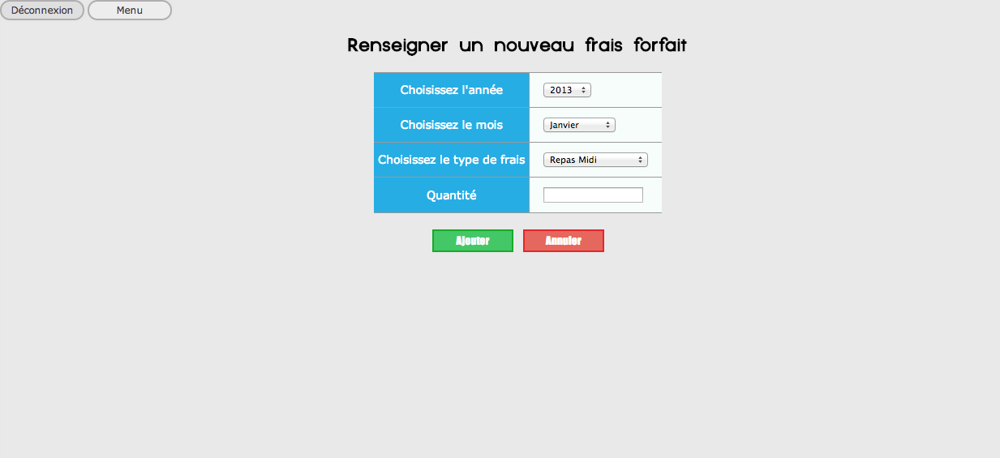 Déconnexion Menu
Renseigner un nouveau frais forfait
Choisissez l'année 2013
Choisissez le mois Janvier
Choisissez le type de frais Repas Midi
Quantité
Ajouter Annuler